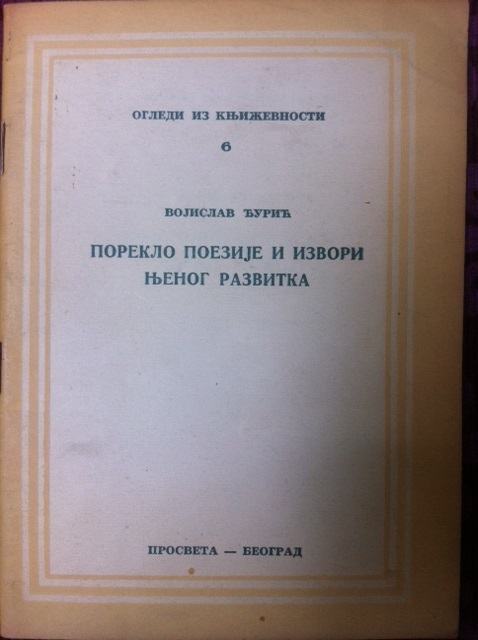 ОГЛЕДИ ИЗ КЊИЖЕВНОСТИ
6
ВОЈИСЛАВ ЂУРИЋ
ПОРЕКЛО ПОЕЗИЈЕ И ИЗВОРИ
ЊЕНОГ РАЗВИТКА
ПРОСВЕТА — БЕОГРАД